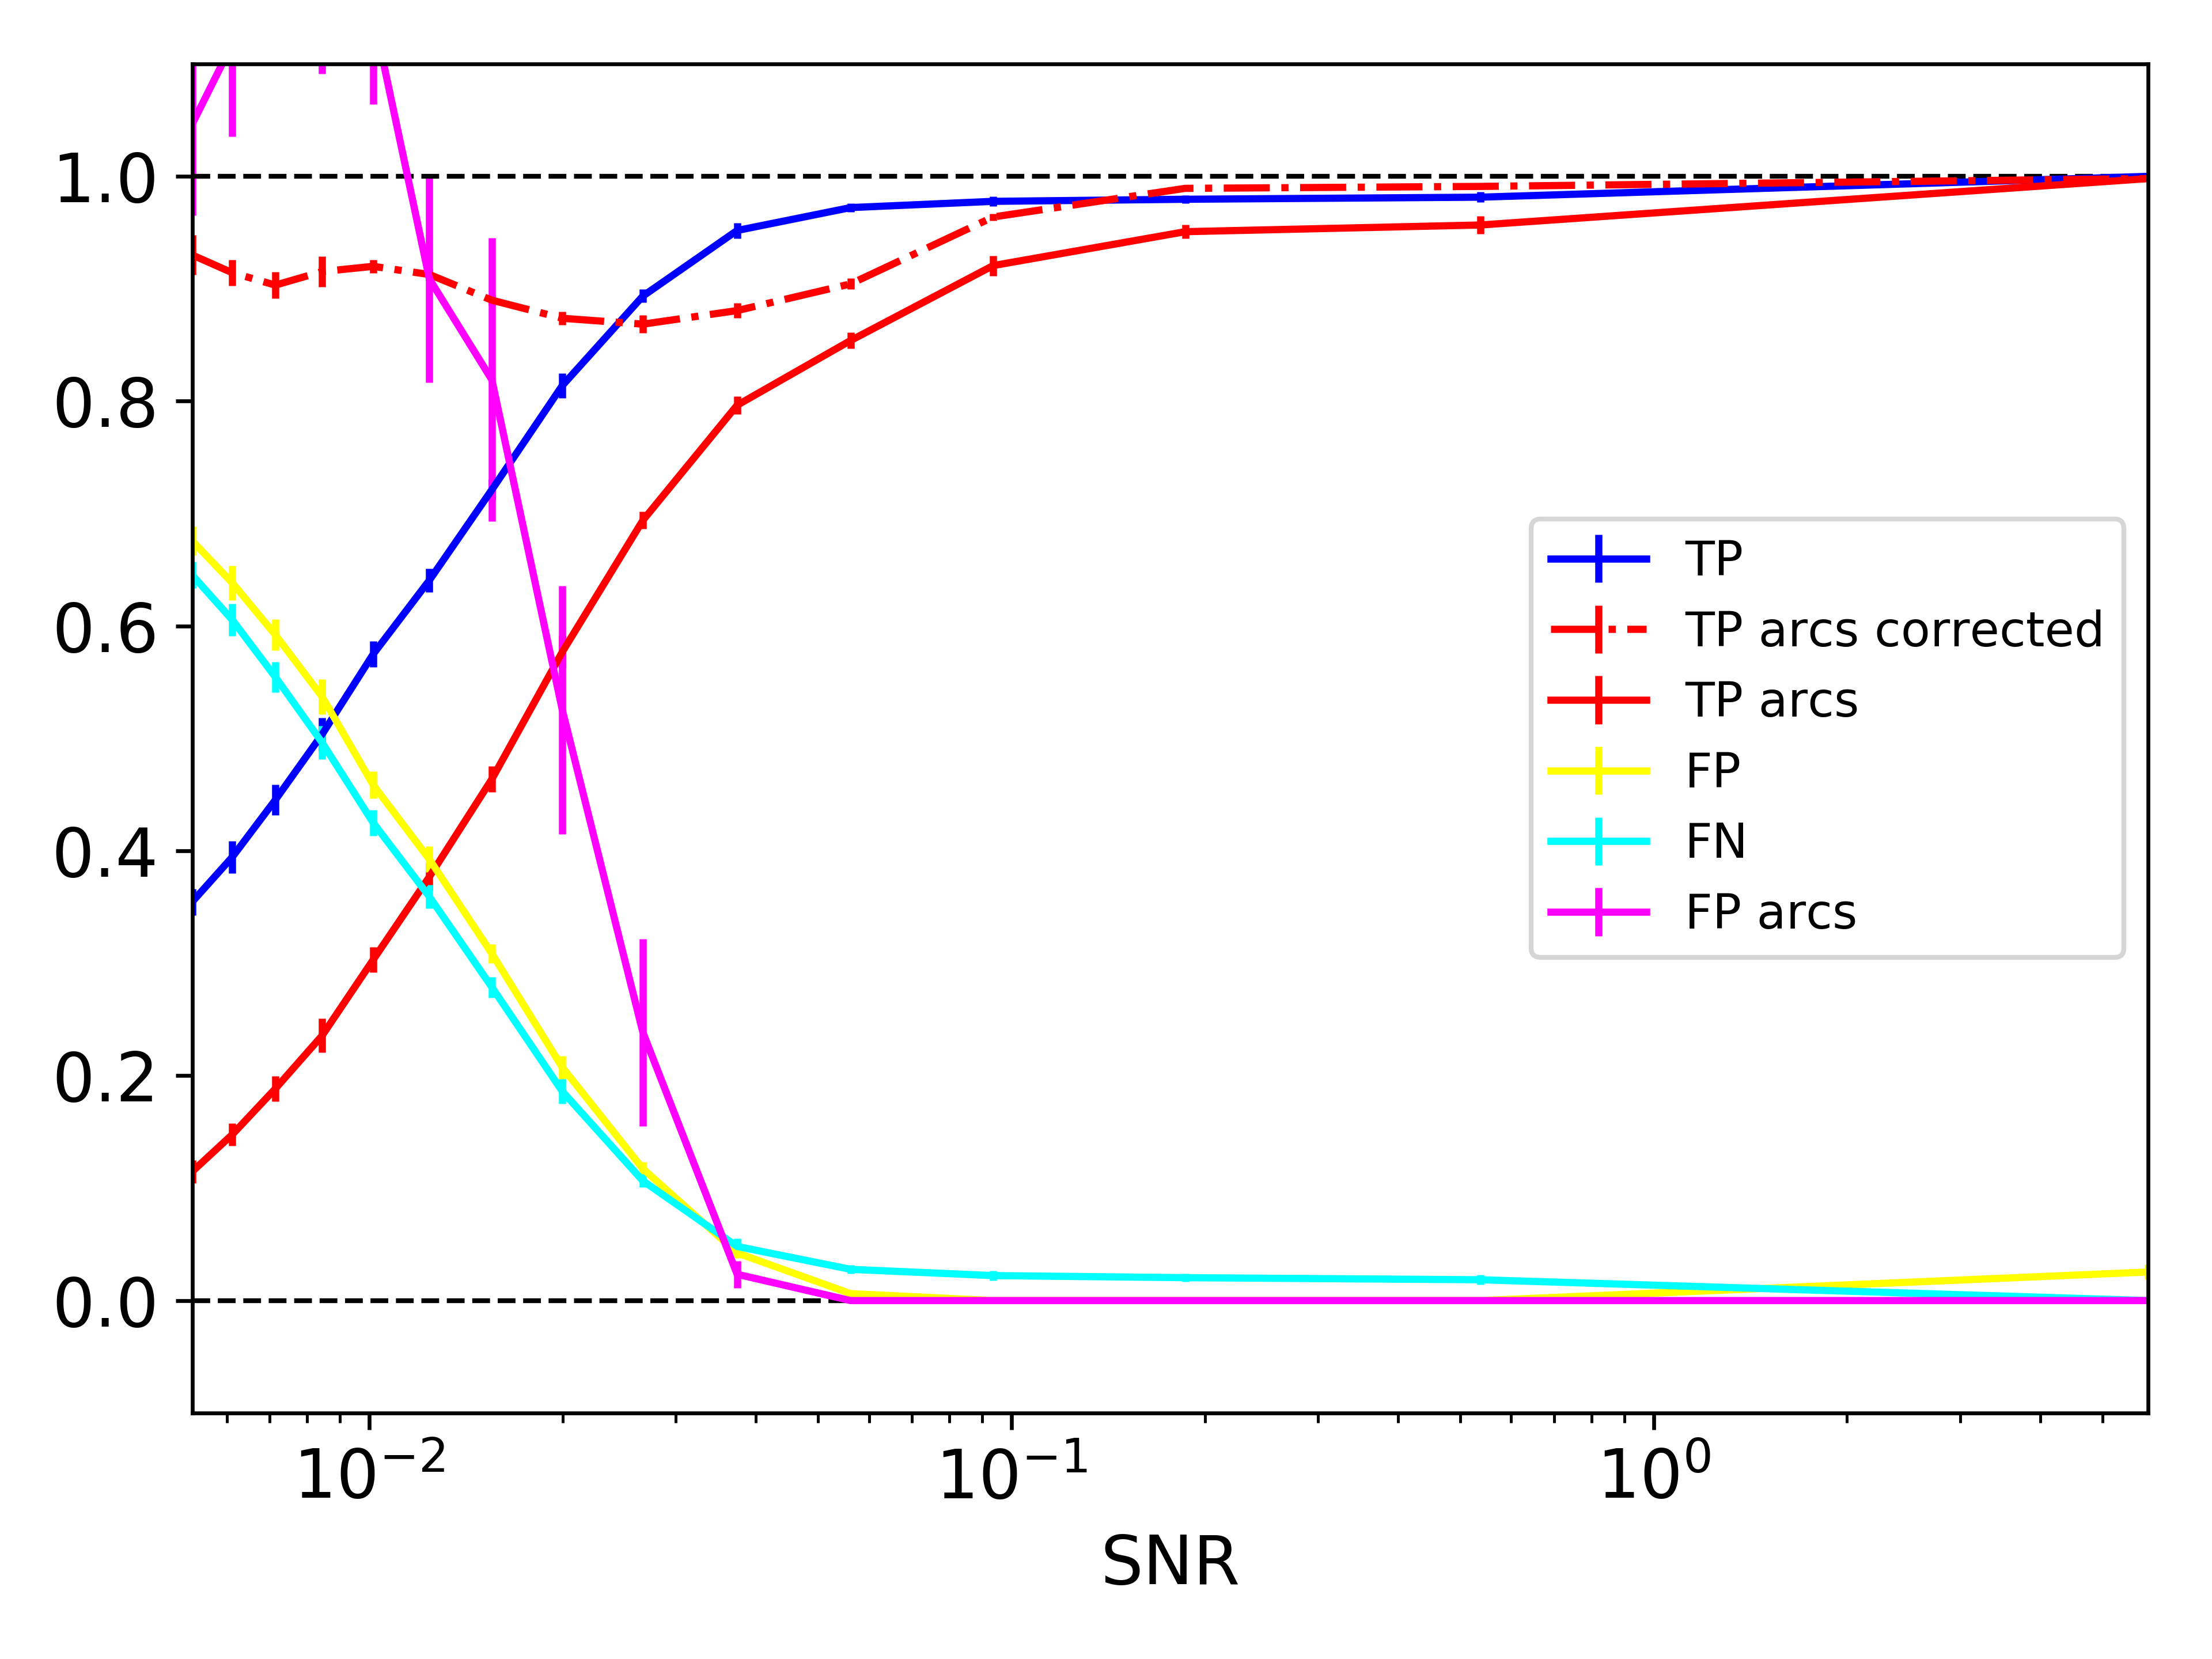 1.0
0.8
0.6
0.4
0.2
0.0
TP
TP arcs corrected
TP arcs
FP
FN
FP arcs
10⁻² 10⁻¹ 10⁰
SNR